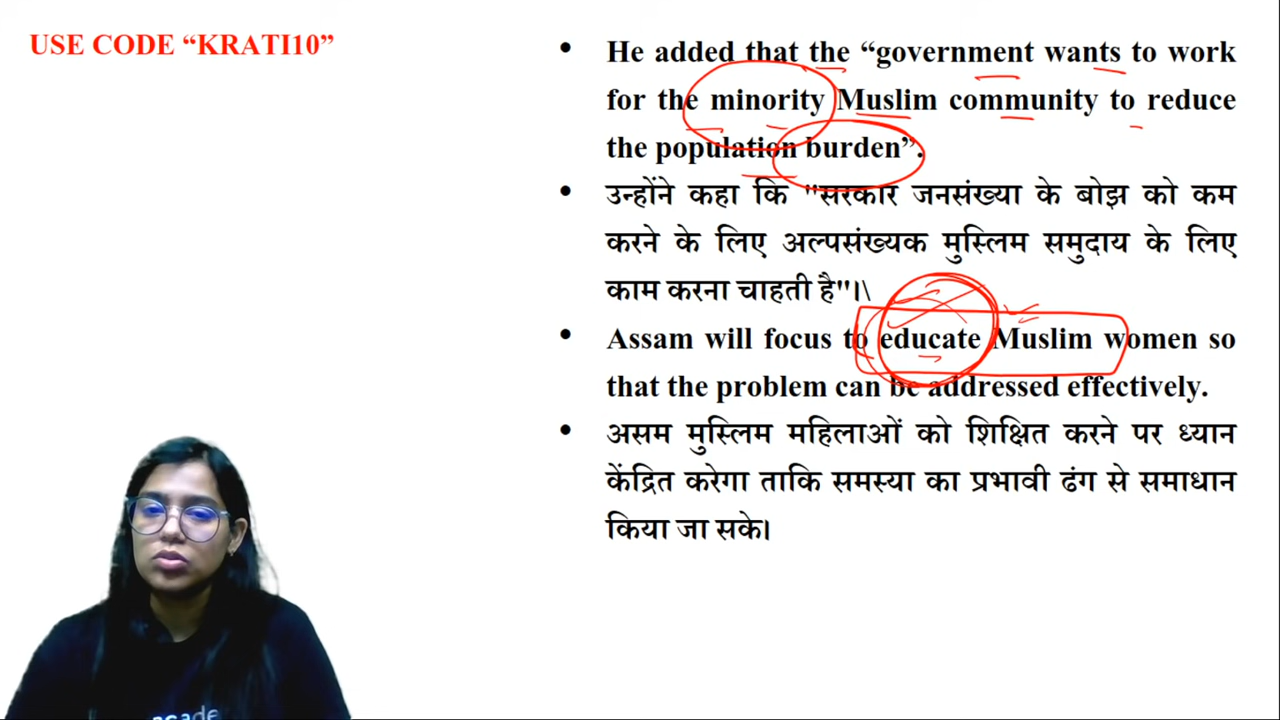 USE CODE “KRATI10”
• He added that the “government wants to work
for the minority Muslim community to reduce
the population burden”.
• उन्होंने कहा कि "सरकार जनसंख्या के बोझ को कम
करने के लिए अल्पसंख्यक मुस्लिम समुदाय के लिए
काम करना चाहती है"।\
• Assam will focus to educate Muslim women so
that the problem can be addressed effectively.
• असम मुस्लिम महिलाओं को शिक्षित करने पर ध्यान
केंद्रित करेगा ताकि समस्या का प्रभावी ढंग से समाधान
किया जा सके।